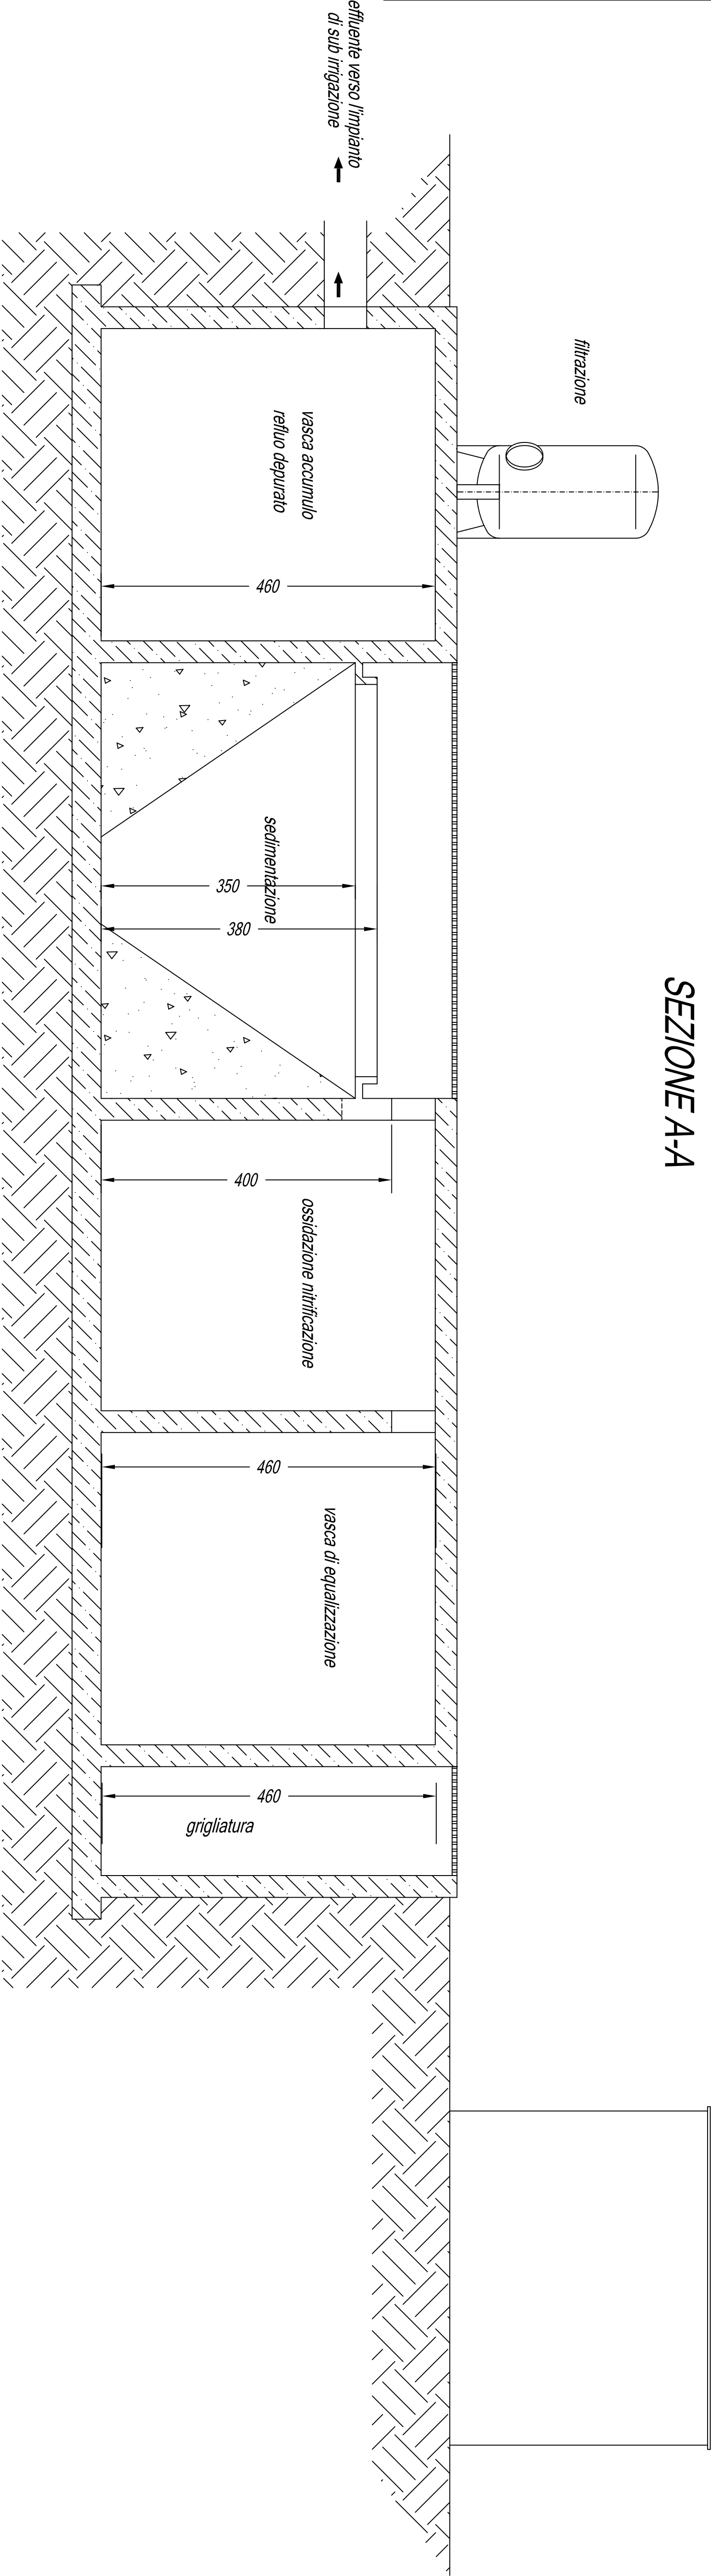 SEZIONE A-A
filtrazione
effluente verso l'impianto
di sub irrigazione
vasca accumulo
refluo depurato
460
sedimentazione
350
380
400
ossidazione nitrificazione
460
vasca di equalizzazione
460
grigliatura